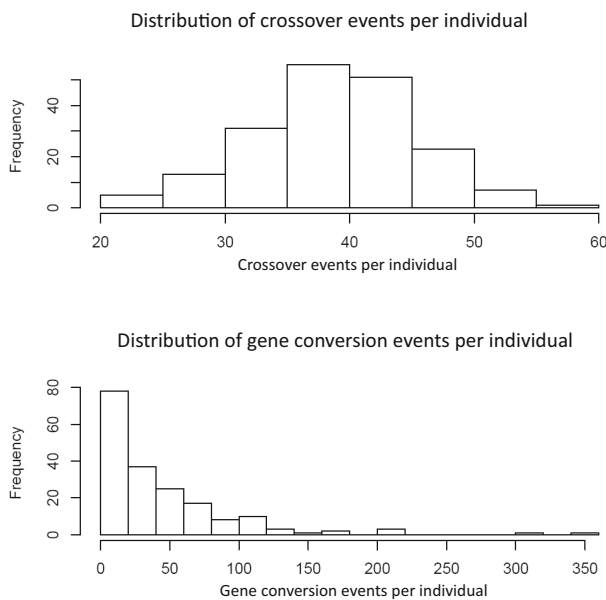 Distribution of crossover events per individual
Frequency
40
20
0
20 30 40 50 60
Crossover events per individual
Distribution of gene conversion events per individual
Frequency
80
60
40
20
0
0 50 100 150 200 250 300 350
Gene conversion events per individual